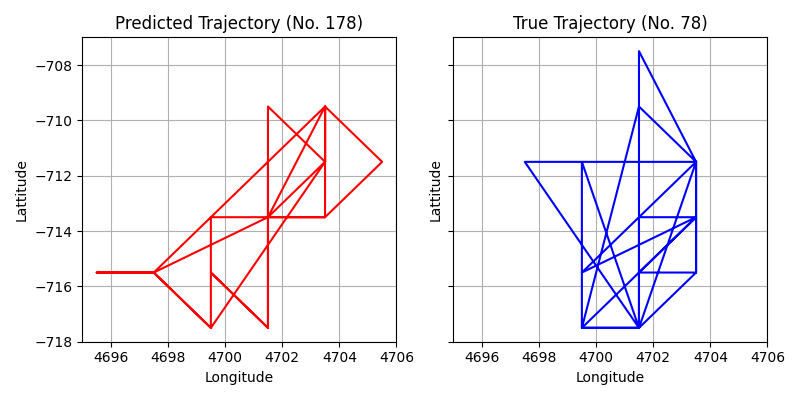 Predicted Trajectory (No. 178)
True Trajectory (No. 78)
Lattitude
−708
−710
−712
−714
−716
−718
4696 4698 4700 4702 4704 4706
Longitude
Lattitude
4696 4698 4700 4702 4704 4706
Longitude